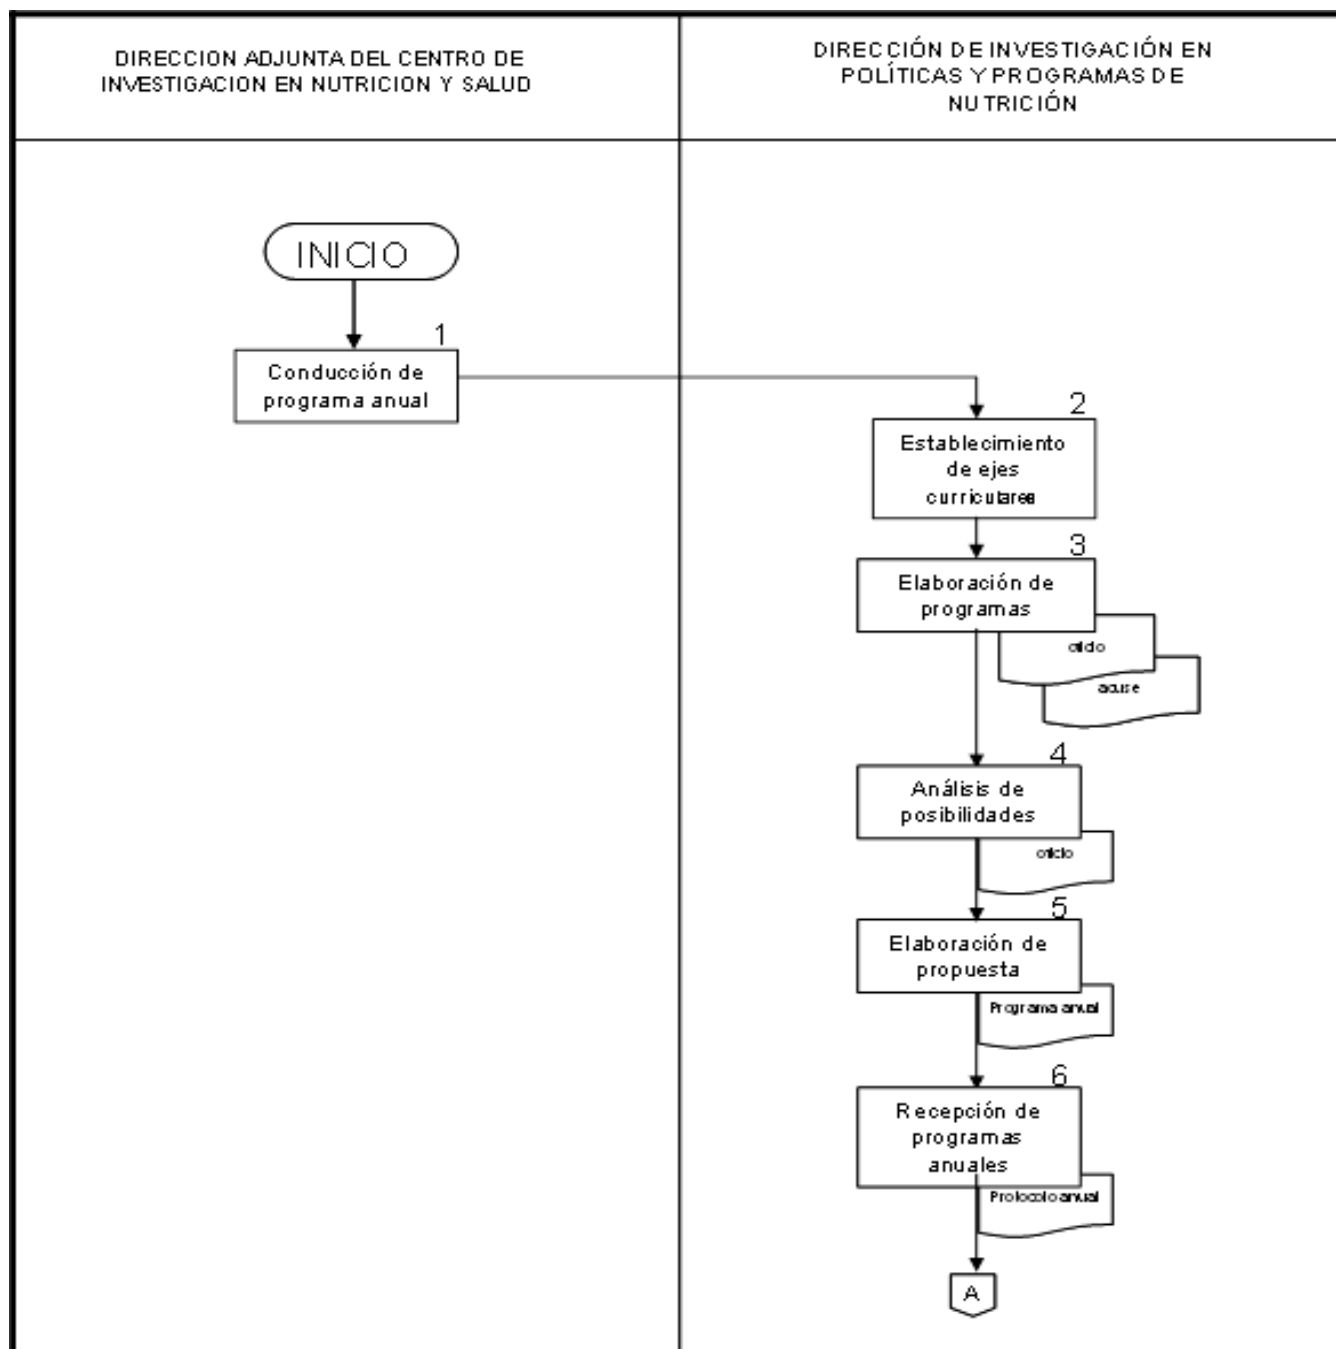 DIRECCION ADJUNTA DEL CENTRO DE
INVESTIGACION EN NUTRICION Y SALUD
DIRECCIÓN DE INVESTIGACIÓN EN
POLÍTICAS Y PROGRAMAS DE
NUTRICIÓN
INICIO
1
Conducción de
programa anual
2
Establecimiento
de ejes
curriculares
3
Elaboración de
programas
oficio
acuse
4
Análisis de
posibilidades
oficio
5
Elaboración de
propuesta
Programa anual
6
Recepción de
programas
anuales
Protocolo anual
A